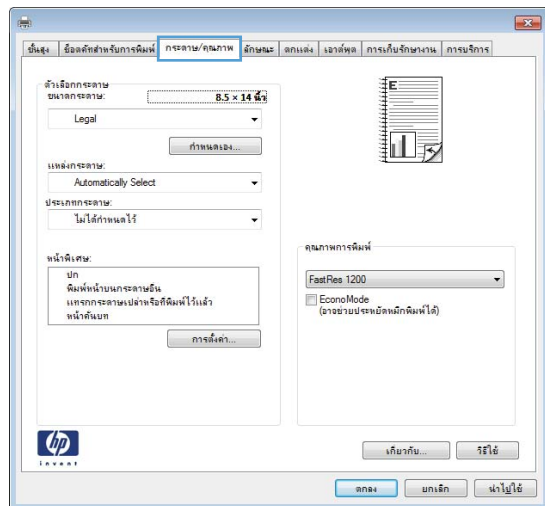 ขั้นสูง ช็อตคัทสำหรับการพิมพ์ กระดาษ/คุณภาพ ลักษณะ ตกแต่ง เอาต์พุต การเก็บรักษางาน การบริการ
ตัวเลือกกระดาษ
ขนาดกระดาษ: 8.5 × 14 นิ้ว
Legal
กำหนดเอง...
แหล่งกระดาษ:
Automatically Select
ประเภทกระดาษ:
ไม่ได้กำหนดไว้
หน้าพิเศษ:
ปก
พิมพ์หน้าบนกระดาษอื่น
แทรกกระดาษเปล่าหรือที่พิมพ์ไว้แล้ว
หน้าคั่นบท
การตั้งค่า...
E
คุณภาพการพิมพ์
FastRes 1200
EconoMode
(อาจช่วยประหยัดหมึกพิมพ์ได้)
hp
invent
เกี่ยวกับ... วิธีใช้
ตกลง ยกเลิก นำไปใช้